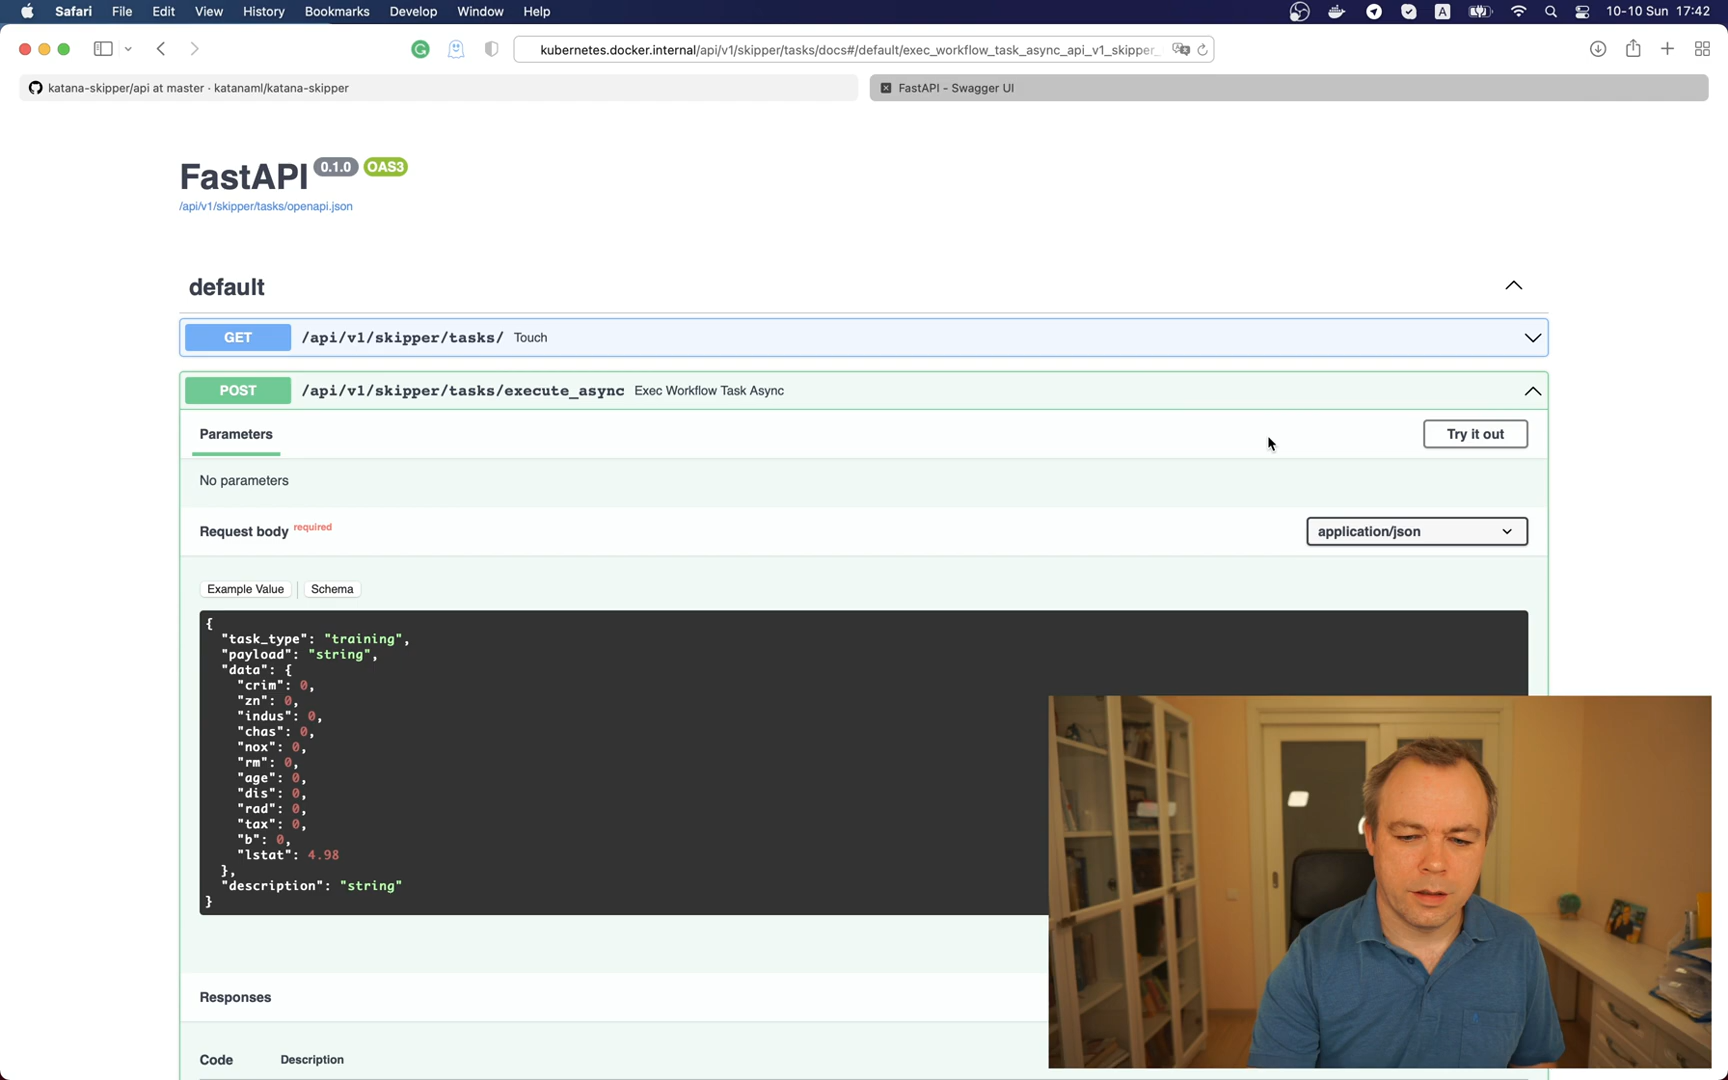 Safari File Edit View History Bookmarks Develop Window Help
A
10-10 Sun 17:42
kubernetes.docker.internal/api/v1/skipper/tasks/docs#/default/exec_workflow_task_async_api_v1_skipper_
katana-skipper/api at master · katanaml/katana-skipper
FastAPI - Swagger UI
FastAPI 0.1.0 OAS3
/api/v1/skipper/tasks/openapi.json
default
GET /api/v1/skipper/tasks/ Touch
POST /api/v1/skipper/tasks/execute_async Exec Workflow Task Async
Parameters
Try it out
No parameters
Request body required
application/json
Example Value | Schema
{
"task_type": "training",
"payload": "string",
"data": {
"crim": 0,
"zn": 0,
"indus": 0,
"chas": 0,
"nox": 0,
"rm": 0,
"age": 0,
"dis": 0,
"rad": 0,
"tax": 0,
"b": 0,
"lstat": 4.98
},
"description": "string"
}
Responses
Code Description